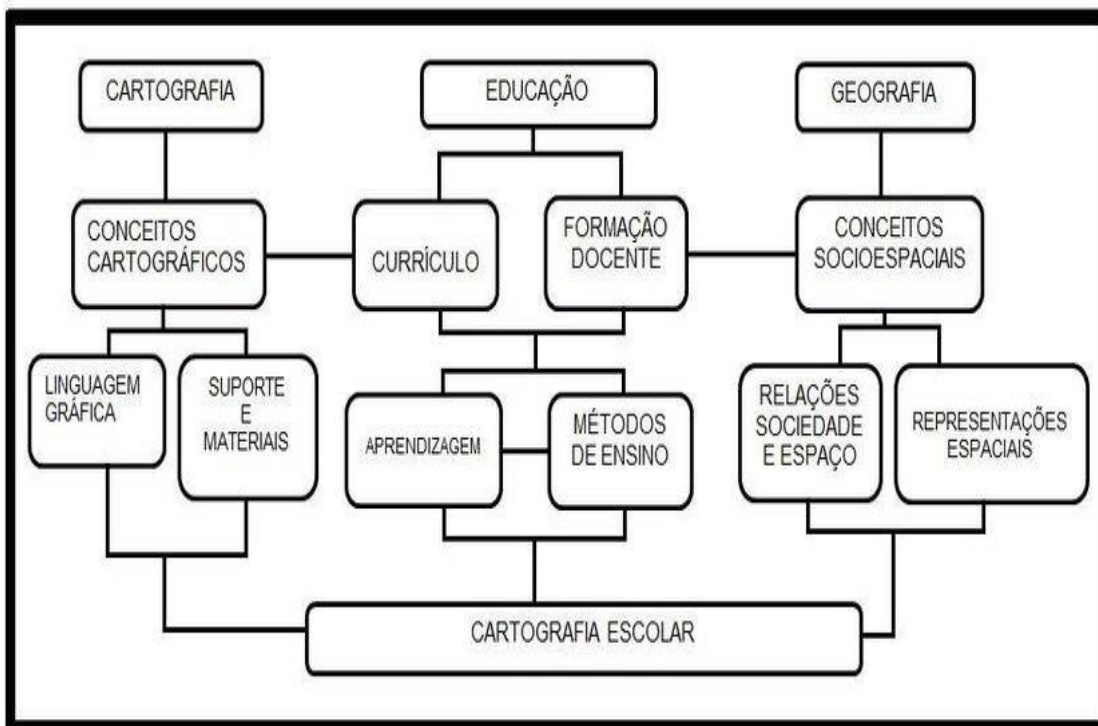 CARTOGRAFIA
EDUCAÇÃO
GEOGRAFIA
CONCEITOS
CARTOGRÁFICOS
CURRÍCULO
FORMAÇÃO
DOCENTE
CONCEITOS
SOCIOESPACIAIS
LINGUAGEM
GRÁFICA
SUPORTE
E
MATERIAIS
APRENDIZAGEM
MÉTODOS
DE ENSINO
RELAÇÕES
SOCIEDADE
E ESPAÇO
REPRESENTAÇÕES
ESPACIAIS
CARTOGRAFIA ESCOLAR